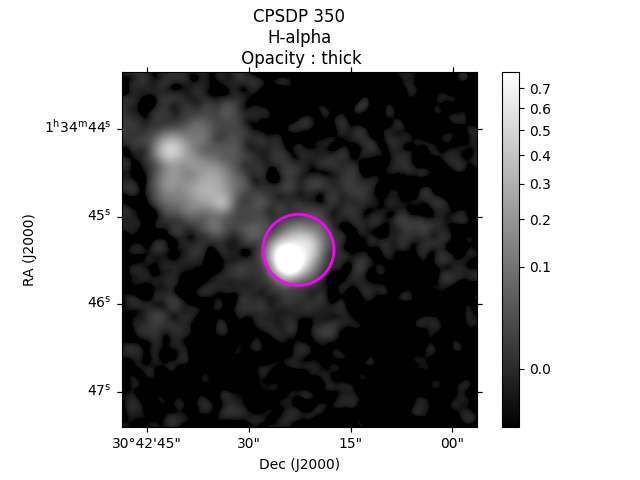 CPSDP 350
H-alpha
Opacity : thick
1ʰ34ᵐ44ˢ
45ˢ
46ˢ
47ˢ
RA (J2000)
30°42'45"
30"
15"
00"
Dec (J2000)
0.7
0.6
0.5
0.4
0.3
0.2
0.1
0.0